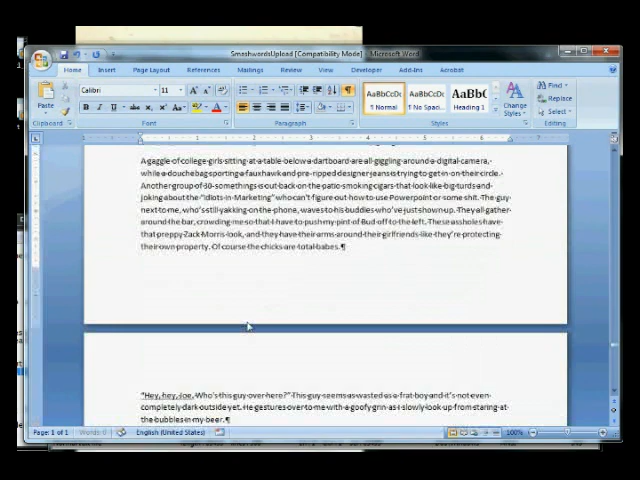 SmashwordsUpload [Compatibility Mode] - Microsoft Word
Home Insert Page Layout References Mailings Review View Developer Add-Ins Acrobat
Paste
Calibri 11
Clipboard Font Paragraph Styles Editing
AaBbCcDc AaBbCcDc AaBbC
¶ Normal ¶ No Spac... Heading 1
Change Styles
Find
Replace
Select
A gaggle of college girls sitting at a table below a dartboard are all giggling around a digital camera,
while a douchebag sporting a fauxhawk and pre-ripped designer jeans is trying to get in on their circle.
Another group of 30-somethings is out back on the patio smoking cigars that look like big turds and
joking about the "Idiots in Marketing" who can't figure out how to use Powerpoint or some shit. The guy
next to me, who's still yakking on the phone, waves to his buddies who've just shown up. They all gather
around the bar, crowding me so that I have to push my pint of Bud off to the left. These assholes have
that preppy Zack Morris look, and they have their arms around their girlfriends like they're protecting
their own property. Of course the chicks are total babes. ¶
"Hey, hey, Joe. Who's this guy over here?" This guy seems as wasted as a frat boy and it's not even
completely dark outside yet. He gestures over to me with a goofy grin as I slowly look up from staring at
the bubbles in my beer. ¶
Page: 1 of 1 Words: 0 English (United States) 100%